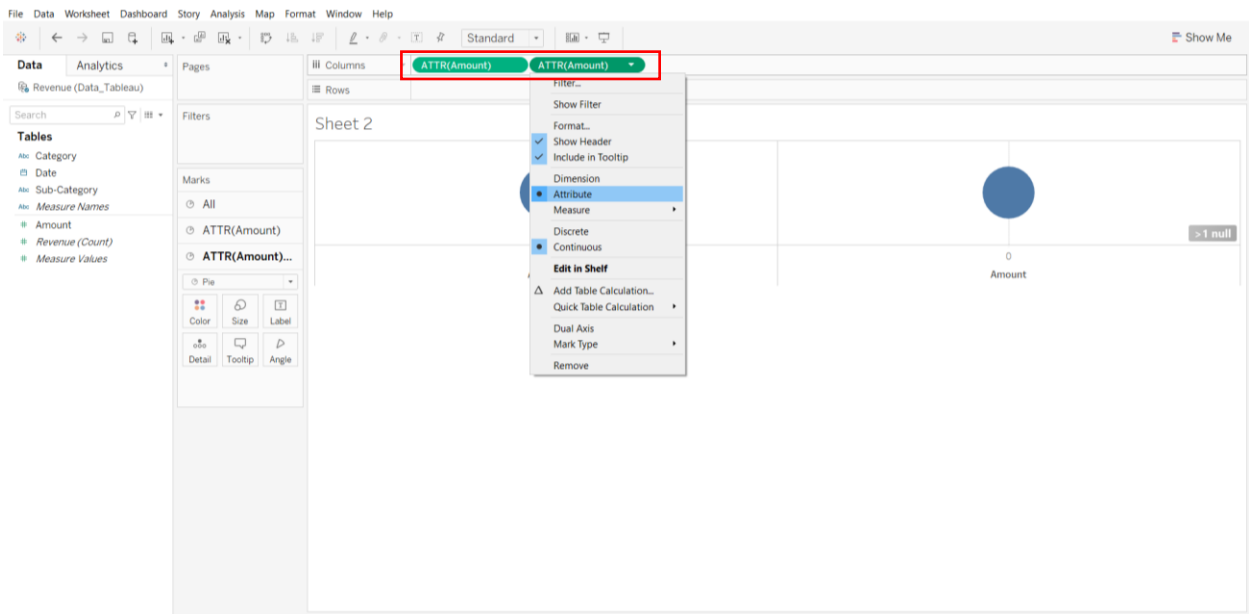 File Data Worksheet Dashboard Story Analysis Map Format Window Help
Standard
Show Me
Data Analytics
Revenue (Data_Tableau)
Search
Tables
Abc Category
Date
Abc Sub-Category
Abc Measure Names
# Amount
# Revenue (Count)
# Measure Values
Pages
Filters
Marks
All
ATTR(Amount)
ATTR(Amount)...
Pie
Color Size Label
Detail Tooltip Angle
Columns ATTR(Amount) ATTR(Amount)
Rows
Sheet 2
Filter...
Show Filter
Format...
Show Header
Include in Tooltip
Dimension
Attribute
Measure
Discrete
Continuous
Edit in Shelf
Add Table Calculation...
Quick Table Calculation
Dual Axis
Mark Type
Remove
>1 null
0
Amount